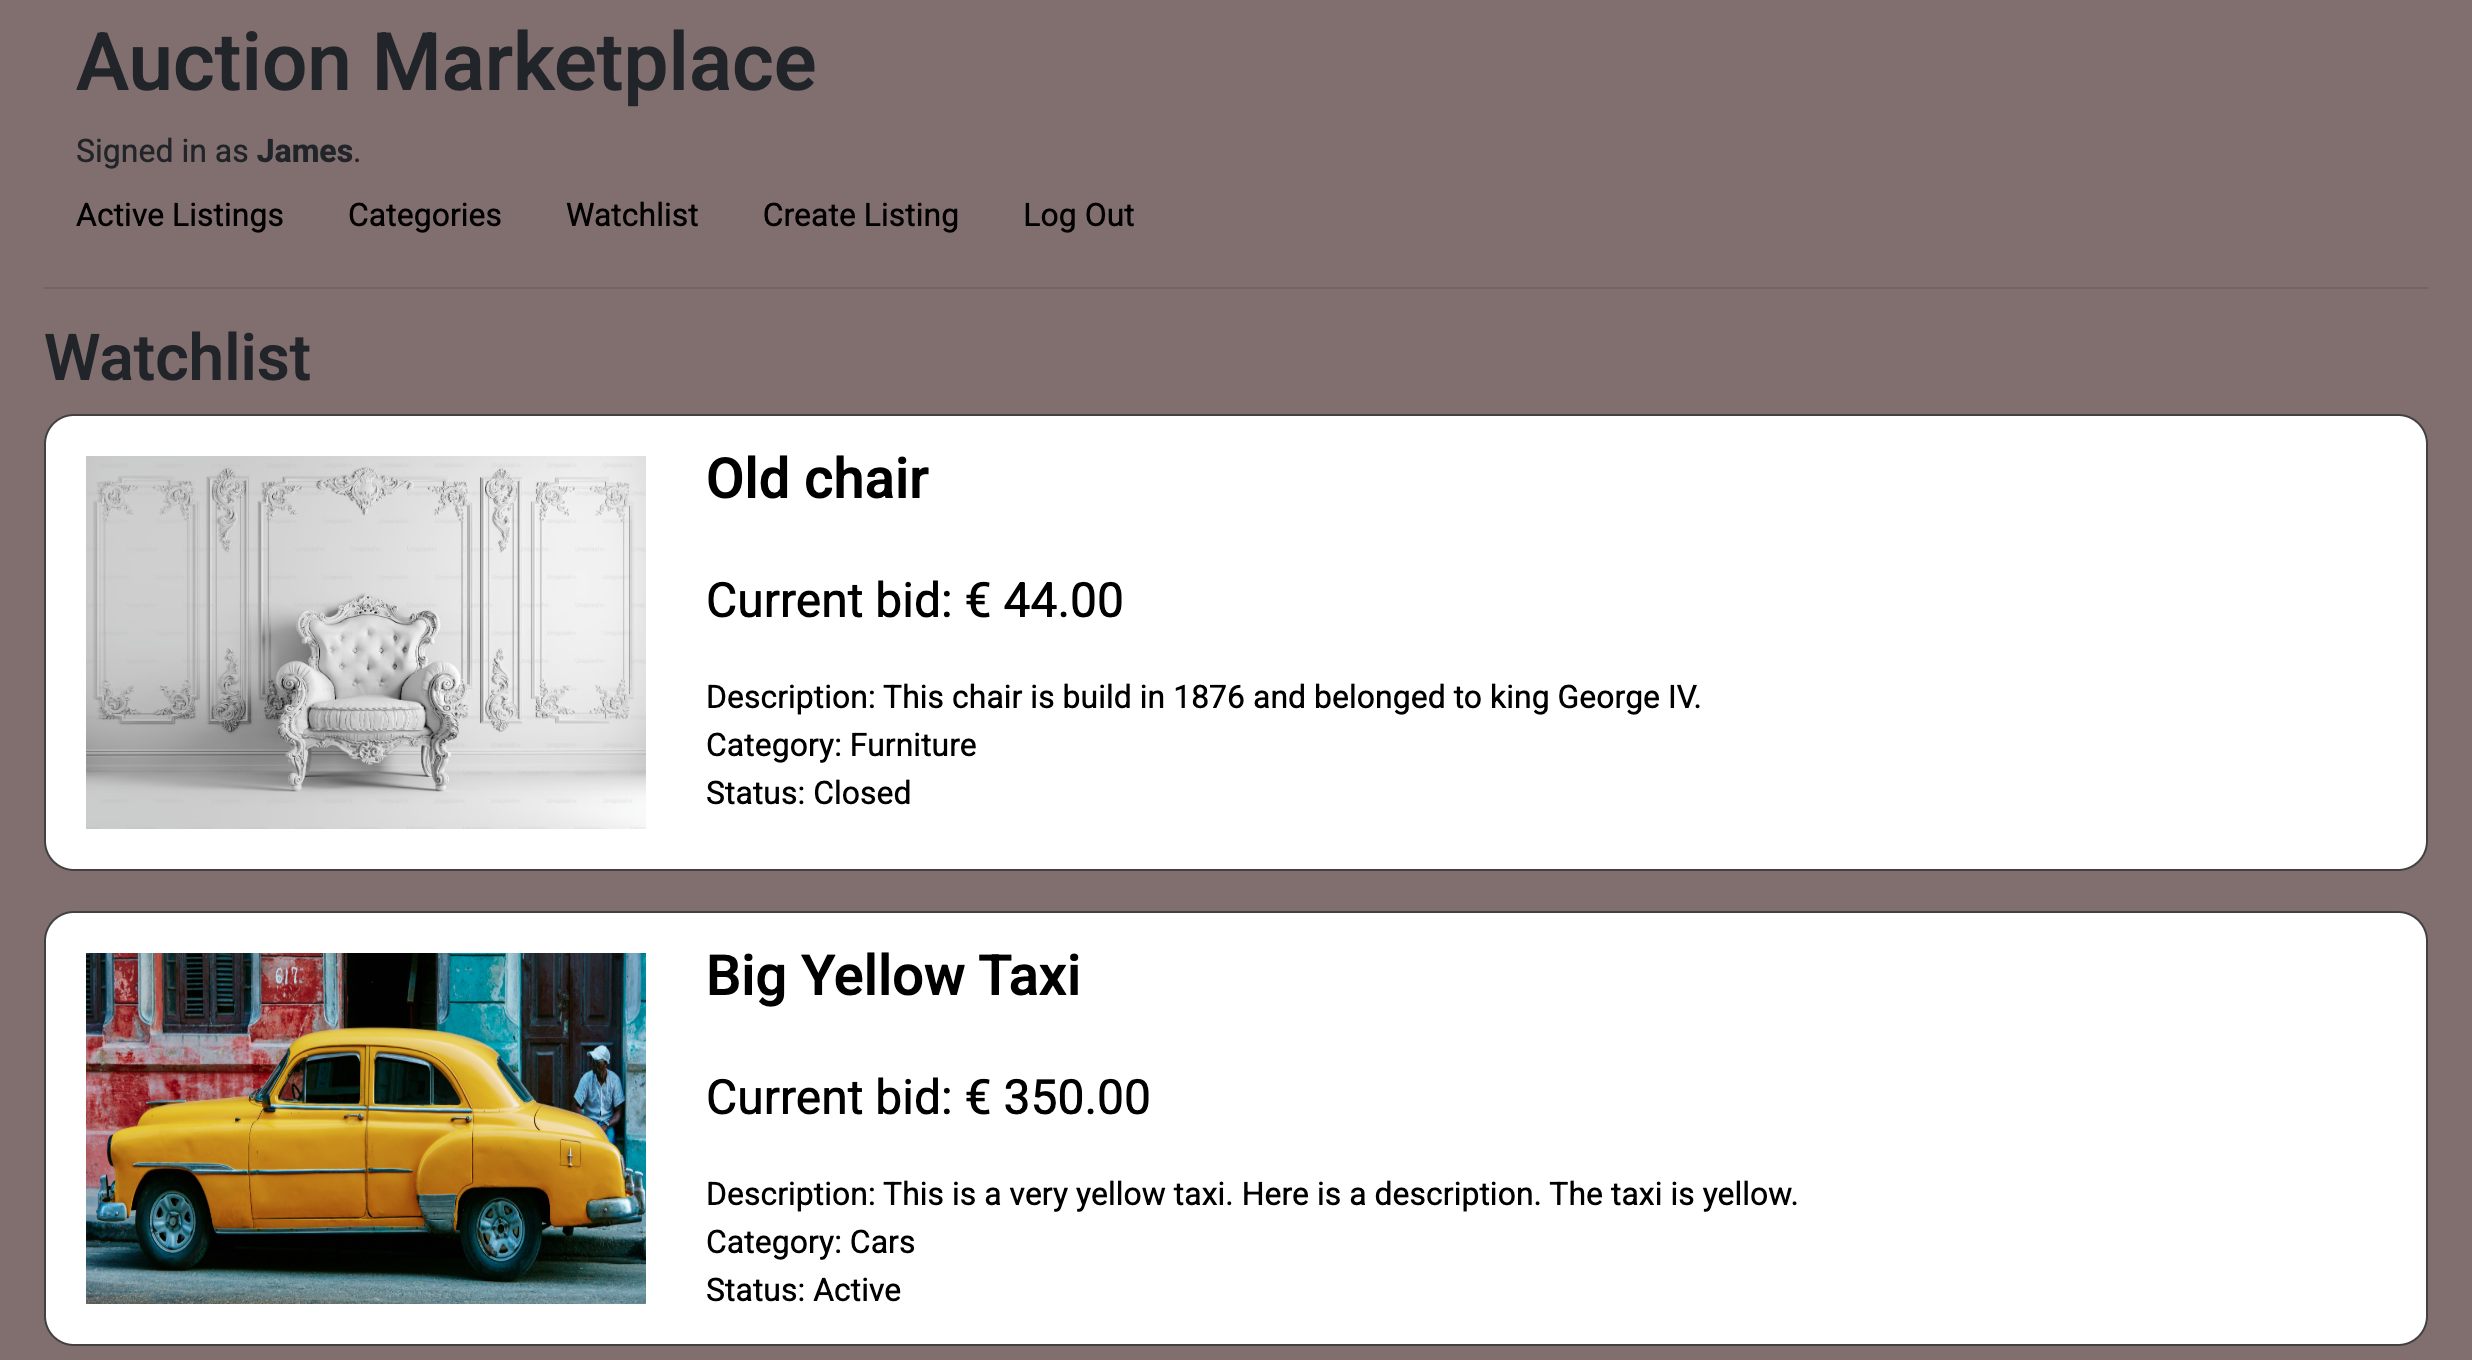 Auction Marketplace
Signed in as James.
Active Listings Categories Watchlist Create Listing Log Out
Watchlist
Old chair
Current bid: € 44.00
Description: This chair is build in 1876 and belonged to king George IV.
Category: Furniture
Status: Closed
617
Big Yellow Taxi
Current bid: € 350.00
Description: This is a very yellow taxi. Here is a description. The taxi is yellow.
Category: Cars
Status: Active